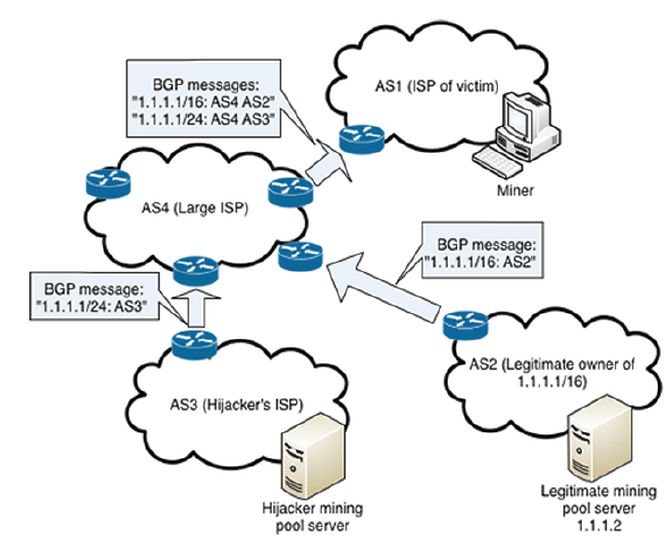 BGP messages:
"1.1.1.1/16: AS4 AS2"
"1.1.1.1/24: AS4 AS3"
AS1 (ISP of victim)
Miner
AS4 (Large ISP)
BGP message:
"1.1.1.1/16: AS2"
BGP message:
"1.1.1.1/24: AS3"
AS2 (Legitimate owner of
1.1.1.1/16)
AS3 (Hijacker's ISP)
Hijacker mining
pool server
Legitimate mining
pool server
1.1.1.2